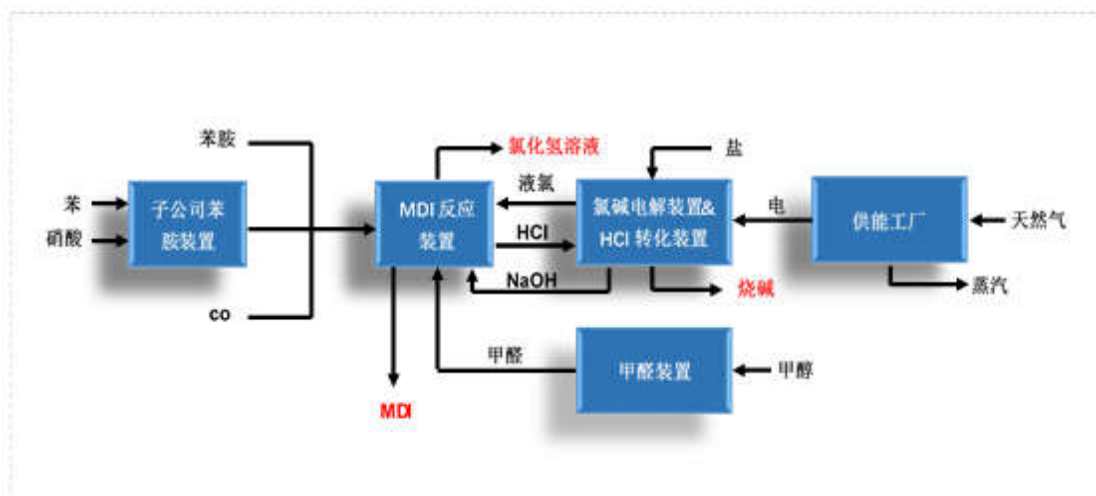 苯胺
氯化氢溶液
盐
苯
硝酸
子公司苯
胺装置
MDI 反应
装置
液氯
HCl
NaOH
氯碱电解装置&
HCl 转化装置
电
供能工厂
天然气
烧碱
蒸汽
co
甲醛
甲醛装置
甲醇
MDI